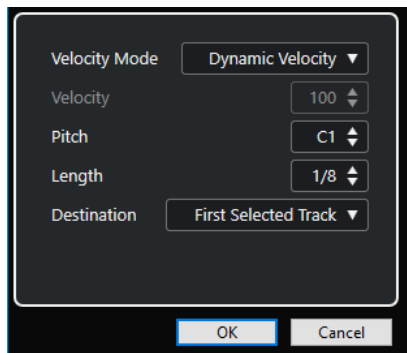 Velocity Mode Dynamic Velocity
Velocity 100
Pitch C1
Length 1/8
Destination First Selected Track
OK Cancel